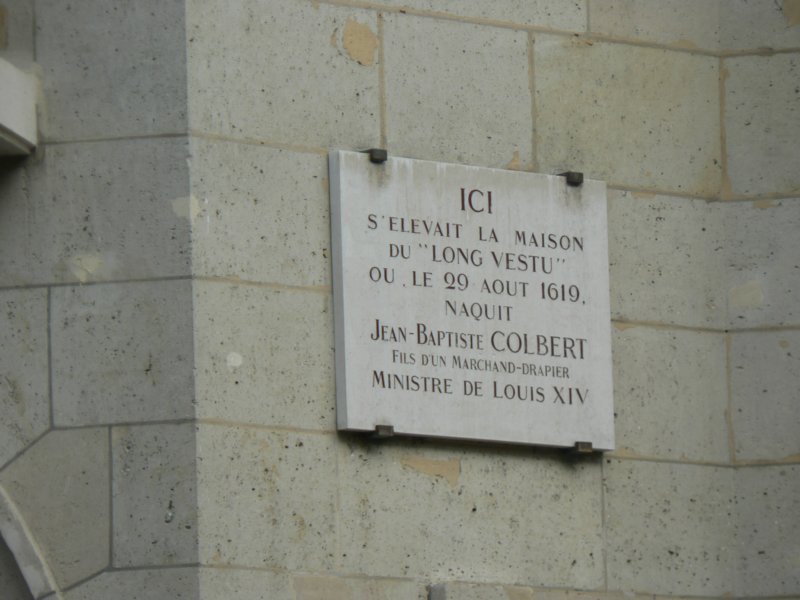 ICI
S'ELEVAIT LA MAISON
DU "LONG VESTU"
OU, LE 29 AOUT 1619,
NAQUIT
JEAN-BAPTISTE COLBERT
FILS D'UN MARCHAND-DRAPIER
MINISTRE DE LOUIS XIV